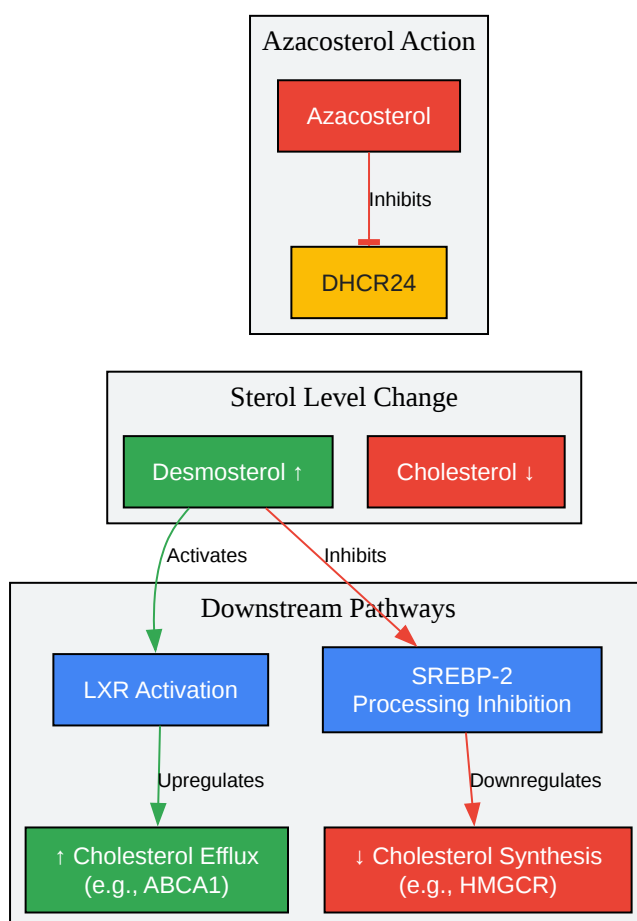 Azacosterol Action
Azacosterol
Inhibits
DHCR24
Sterol Level Change
Desmosterol ↑
Cholesterol ↓
Activates
Inhibits
Downstream Pathways
LXR Activation
SREBP-2
Processing Inhibition
Upregulates
Downregulates
↑ Cholesterol Efflux
(e.g., ABCA1)
↓ Cholesterol Synthesis
(e.g., HMGCR)